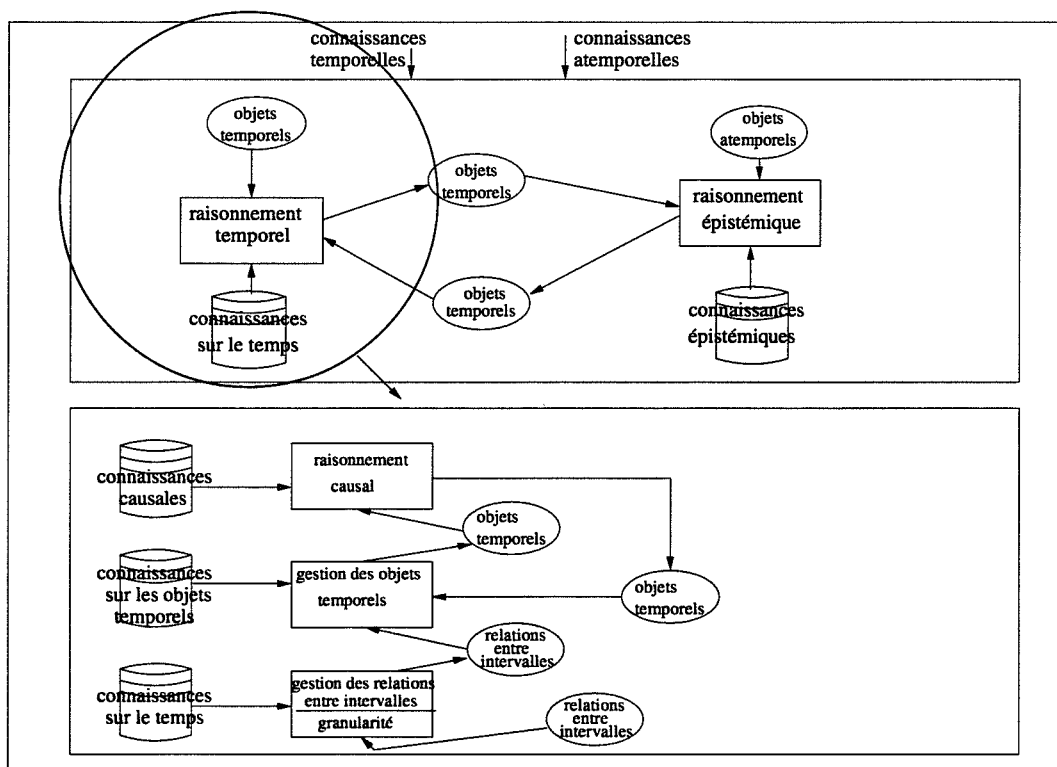 connaissances
temporelles
connaissances
atemporelles
objets
temporels
objets
atemporels
objets
temporels
raisonnement
temporel
raisonnement
épistémique
objets
temporels
connaissances
sur le temps
connaissances
épistémiques
connaissances
causales
raisonnement
causal
objets
temporels
connaissances
sur les objets
temporels
gestion des objets
temporels
objets
temporels
relations
entre
intervalles
connaissances
sur le temps
gestion des relations
entre intervalles
granularité
relations
entre
intervalles